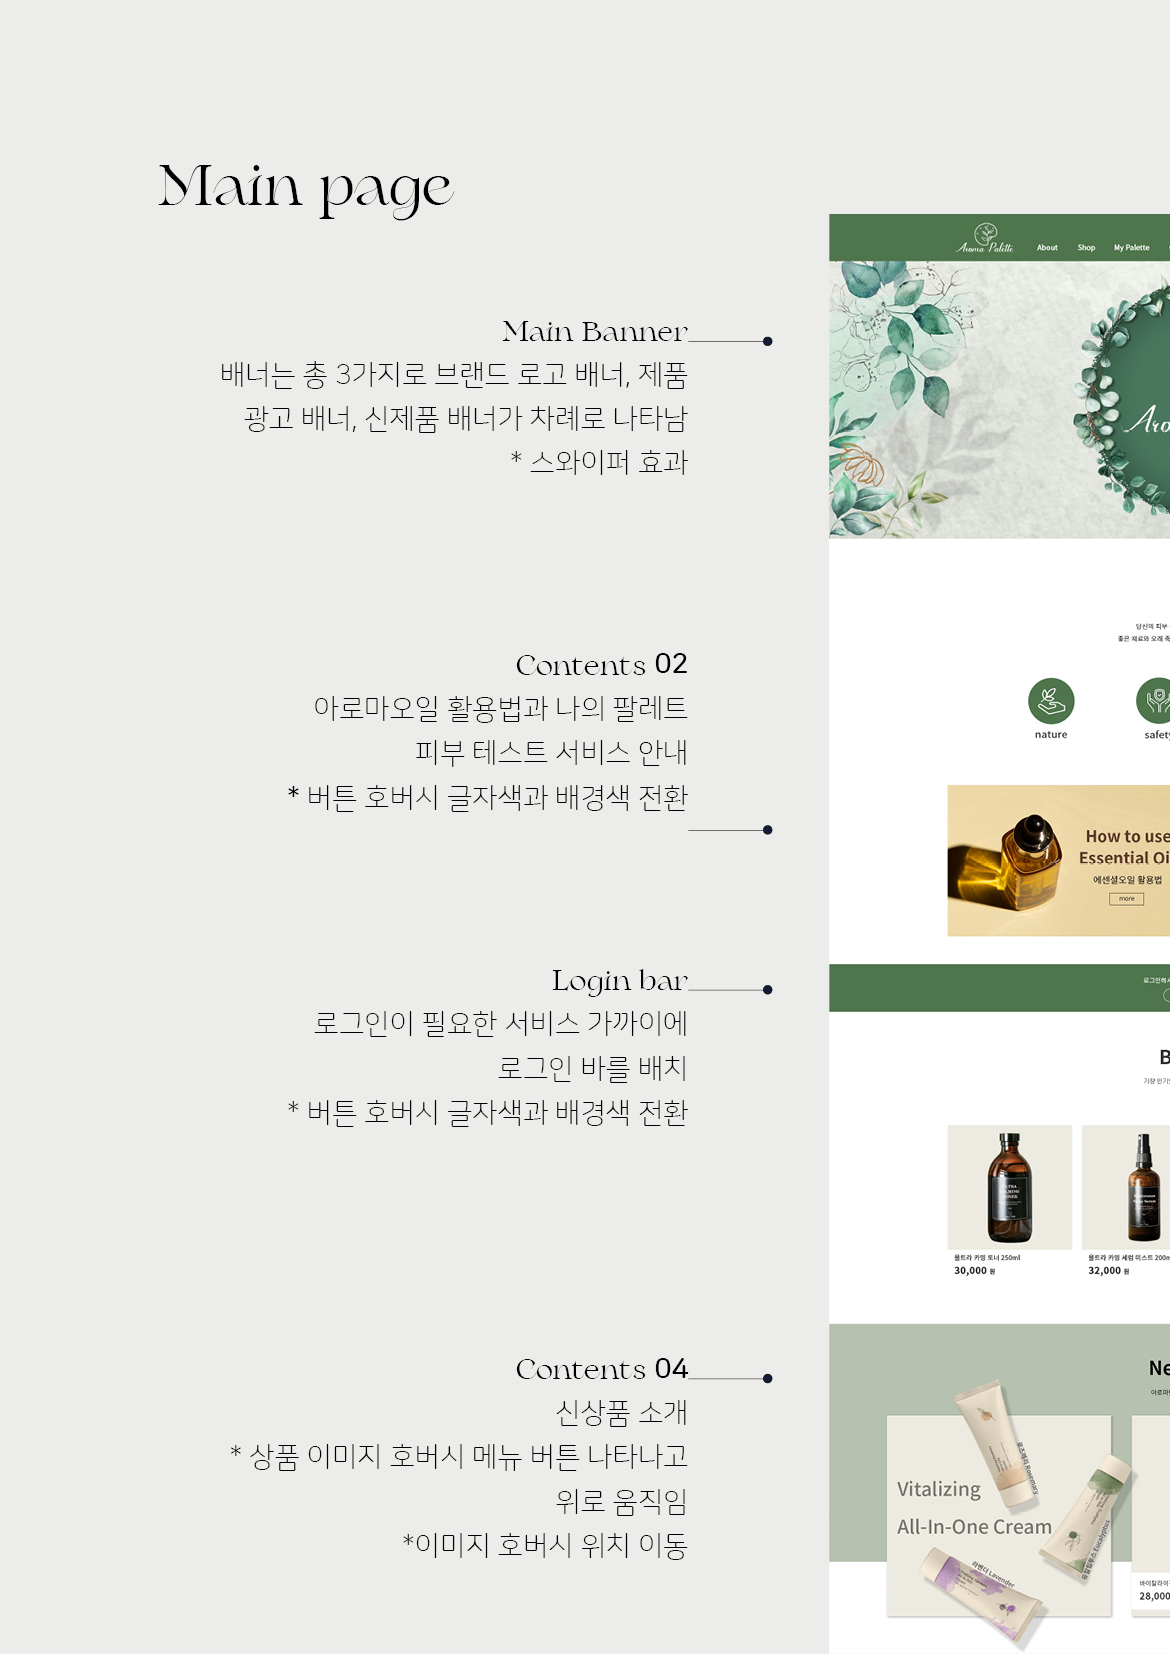 Main page
Main Banner
배너는 총 3가지로 브랜드 로고 배너, 제품
광고 배너, 신제품 배너가 차례로 나타남
* 스와이퍼 효과
Contents 02
아로마오일 활용법과 나의 팔레트
피부 테스트 서비스 안내
* 버튼 호버시 글자색과 배경색 전환
Login bar
로그인이 필요한 서비스 가까이에
로그인 바를 배치
* 버튼 호버시 글자색과 배경색 전환
Contents 04
신상품 소개
* 상품 이미지 호버시 메뉴 버튼 나타나고
위로 움직임
*이미지 호버시 위치 이동
Aroma Palette
About Shop My Palette
당신의 피부
좋은 재료와 오래
nature
safety
How to use
Essential Oi
에센셜오일 활용법
more
로그인하시
B
가장 인기
울트라 카밍 토너 250ml
30,000 원
울트라 카밍 세럼 미스트 200m
32,000 원
Ne
아로마
Vitalizing
All-In-One Cream
로즈메리 Rosemary
유칼립투스 Eucalyptus
라벤더 Lavender
바이탈라이
28,000